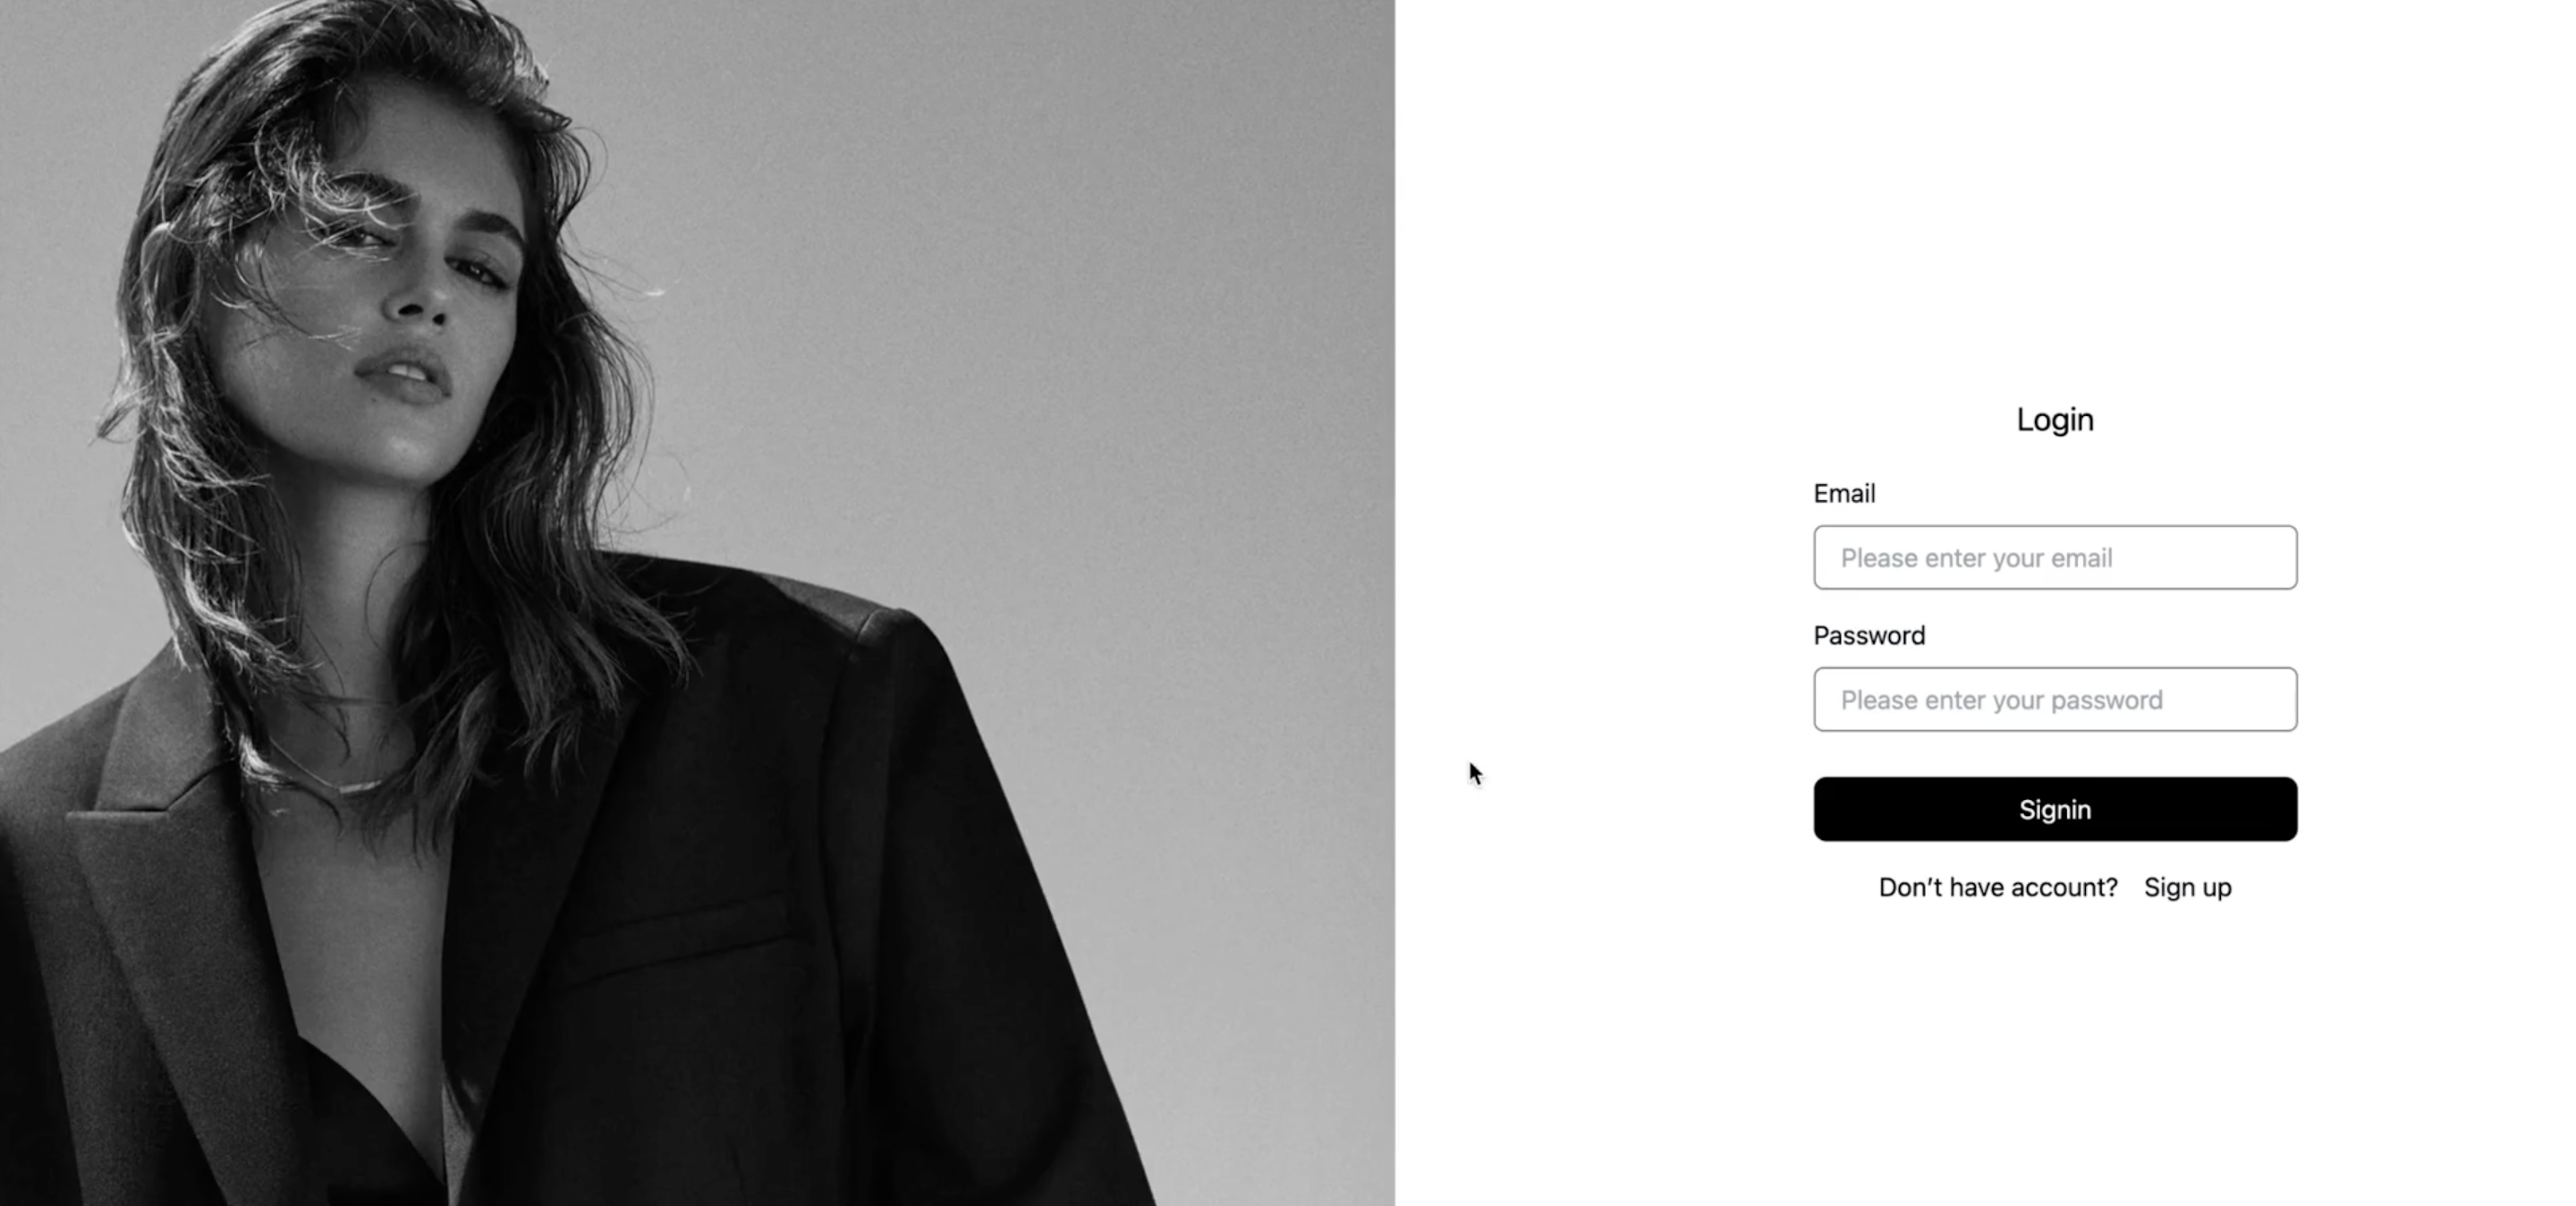 Login
Email
Please enter your email
Password
Please enter your password
Signin
Don’t have account? Sign up